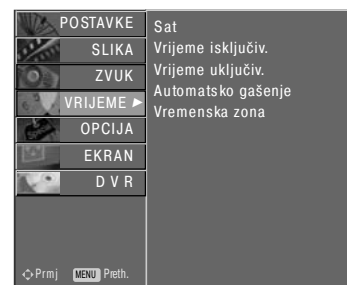 POSTAVKE
SLIKA
ZVUK
VRIJEME ►
OPCIJA
EKRAN
D V R
Prmj MENU Preth.
Sat
Vrijeme isključiv.
Vrijeme uključiv.
Automatsko gašenje
Vremenska zona